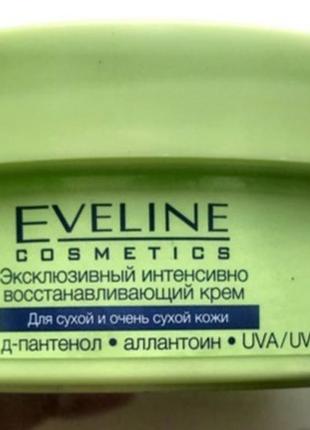 EVELINE
COSMETICS
Эксклюзивный интенсивно
восстанавливающий крем
Для сухой и очень сухой кожи
д-пантенол • аллантоин • UVA/UV